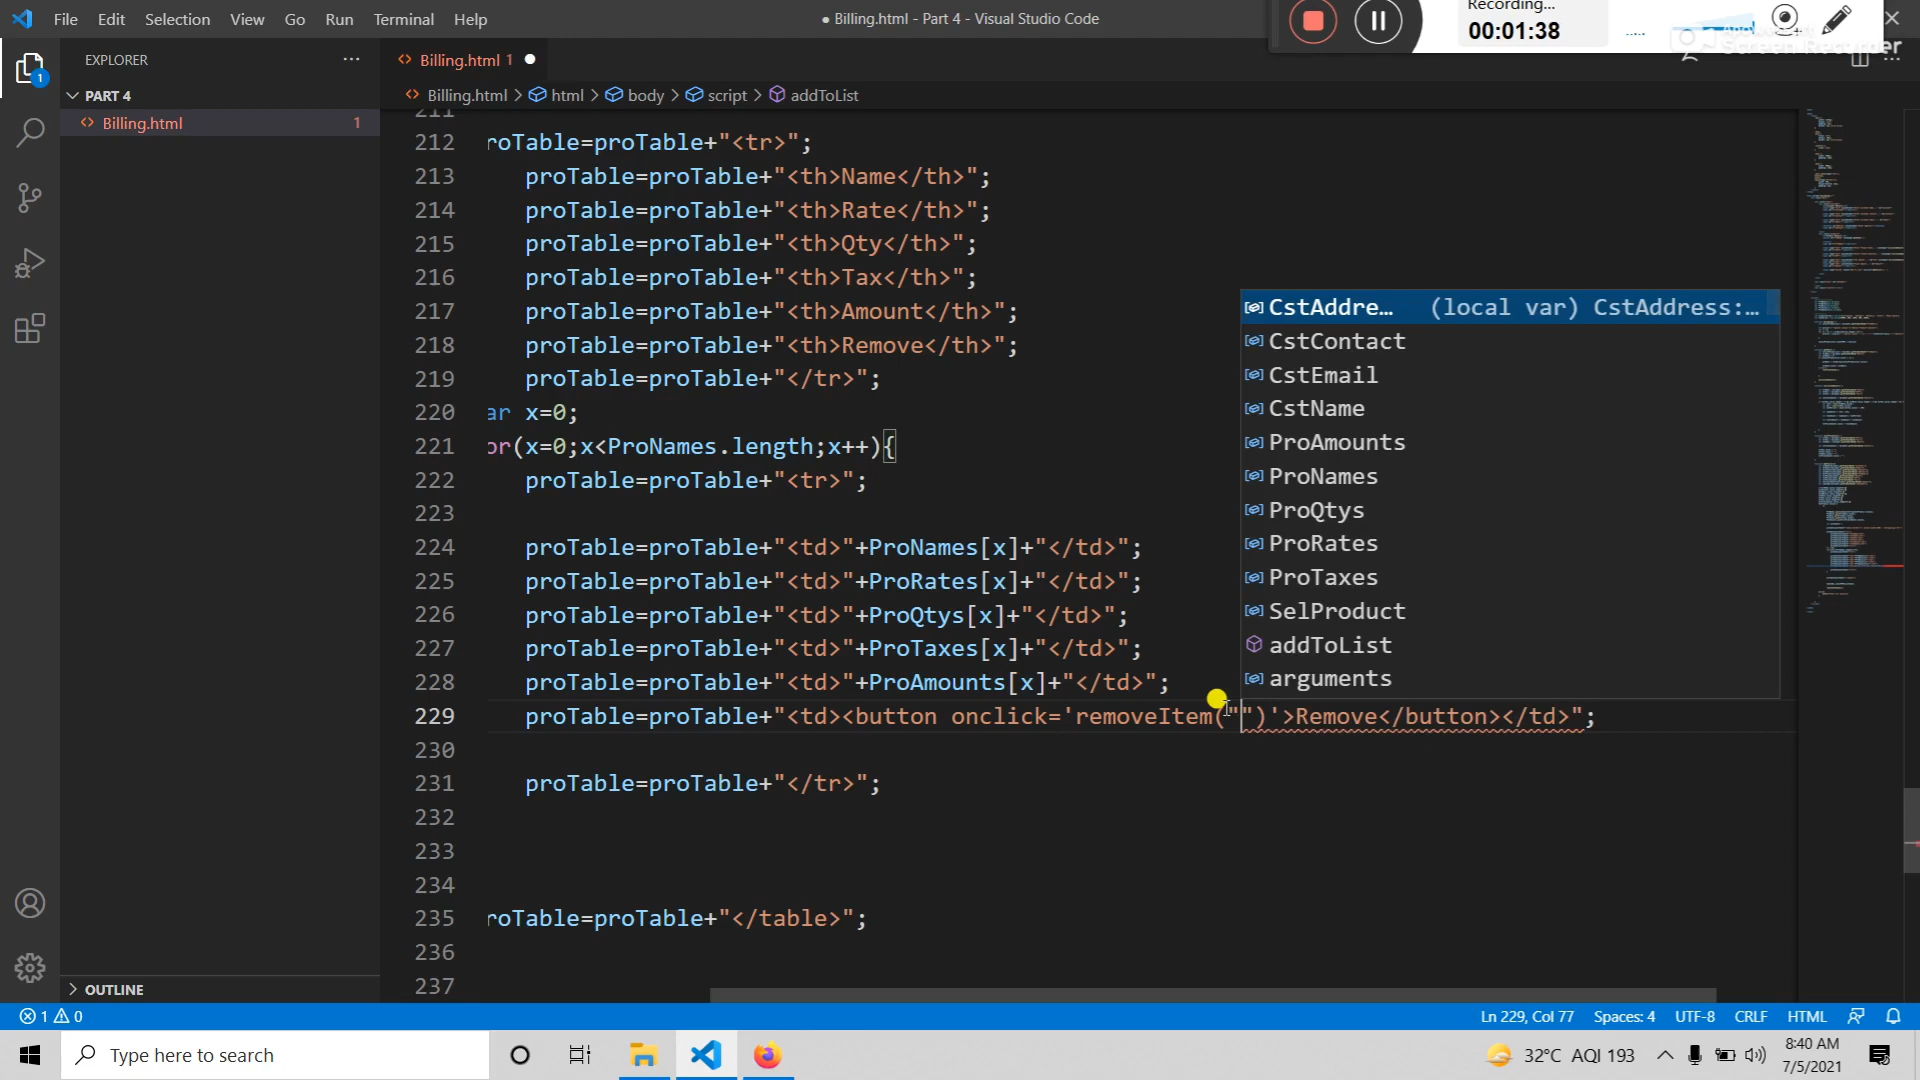 File Edit Selection View Go Run Terminal Help
● Billing.html - Part 4 - Visual Studio Code
Recording...
00:01:38
Screen Recorder
EXPLORER
Billing.html 1
PART 4
Billing.html > html > body > script > addToList
Billing.html 1
1
211
212 roTable=proTable+"<tr>";
213 proTable=proTable+"<th>Name</th>";
214 proTable=proTable+"<th>Rate</th>";
215 proTable=proTable+"<th>Qty</th>";
216 proTable=proTable+"<th>Tax</th>";
217 proTable=proTable+"<th>Amount</th>";
218 proTable=proTable+"<th>Remove</th>";
219 proTable=proTable+"</tr>";
220 ar x=0;
221 or(x=0;x<ProNames.length;x++){
222 proTable=proTable+"<tr>";
223
224 proTable=proTable+"<td>"+ProNames[x]+"</td>";
225 proTable=proTable+"<td>"+ProRates[x]+"</td>";
226 proTable=proTable+"<td>"+ProQtys[x]+"</td>";
227 proTable=proTable+"<td>"+ProTaxes[x]+"</td>";
228 proTable=proTable+"<td>"+ProAmounts[x]+"</td>";
229 proTable=proTable+"<td><button onclick='removeItem("")'>Remove</button></td>";
230
231 proTable=proTable+"</tr>";
232
233
234
235 roTable=proTable+"</table>";
236
237
CstAddre... (local var) CstAddress:...
CstContact
CstEmail
CstName
ProAmounts
ProNames
ProQtys
ProRates
ProTaxes
SelProduct
addToList
arguments
OUTLINE
1 0
Ln 229, Col 77 Spaces: 4 UTF-8 CRLF HTML
Type here to search
32°C AQI 193
8:40 AM
7/5/2021